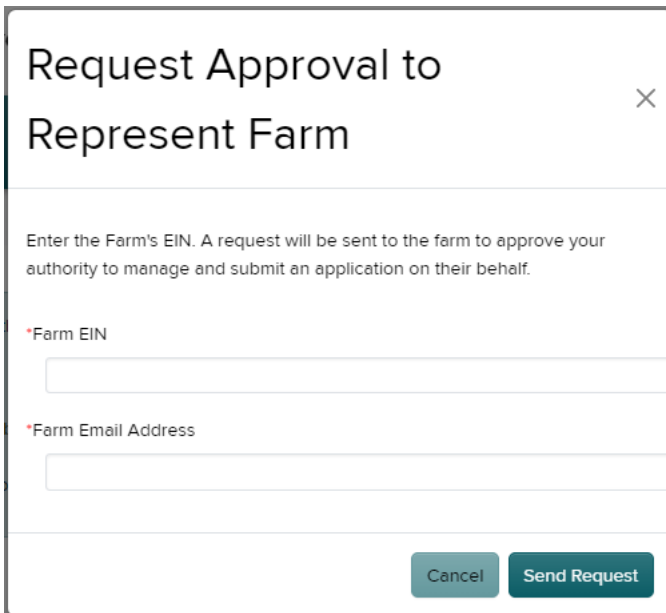 Request Approval to
Represent Farm
Enter the Farm's EIN. A request will be sent to the farm to approve your
authority to manage and submit an application on their behalf.
*Farm EIN
*Farm Email Address
Cancel
Send Request